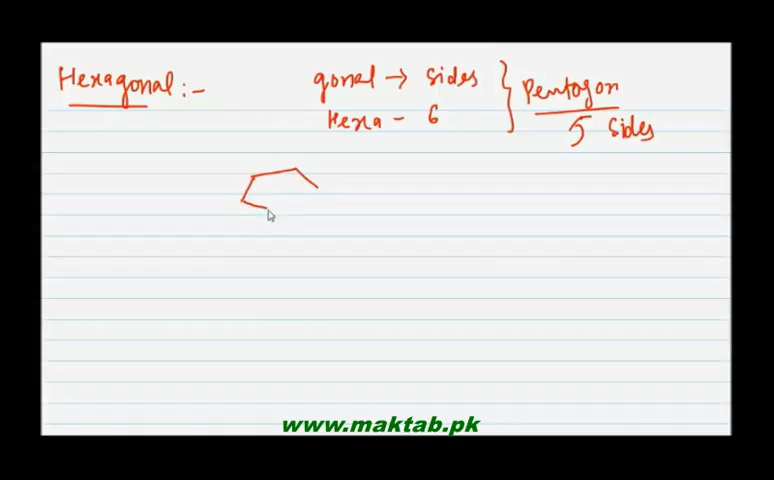 Hexagonal :-
gonal → sides
Hexa - 6
Pentagon
5 sides
www.maktab.pk